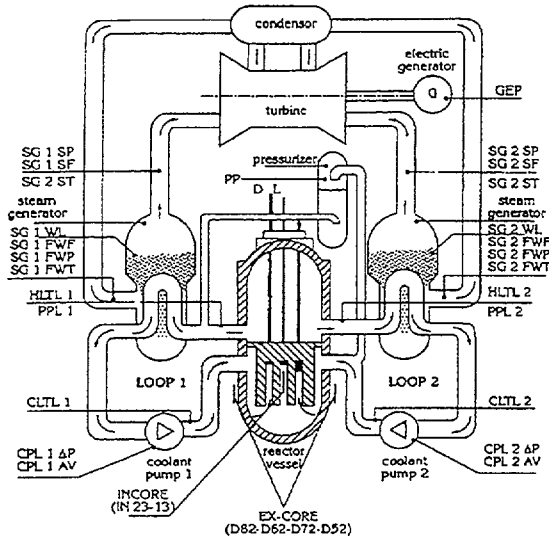 condensor
electric
generator
G
GEP
turbine
SG 1 SP
SG 1 SF
SG 2 ST
pressurizer
PP
D L
SG 2 SP
SG 2 SF
SG 2 ST
steam
generator
SG 1 WL
SG 1 FWF
SG 1 FWP
SG 1 FWT
steam
generator
SG 2 WL
SG 2 FWF
SG 2 FWP
SG 2 FWT
HLTL 1
PPL 1
HLTL 2
PPL 2
LOOP 1
LOOP 2
CLTL 1
CLTL 2
CPL 1 ΔP
CPL 1 AV
coolant
pump 1
reactor
vessel
coolant
pump 2
CPL 2 ΔP
CPL 2 AV
INCORE
(IN 23-13)
EX-CORE
(D82-D62-D72-D52)